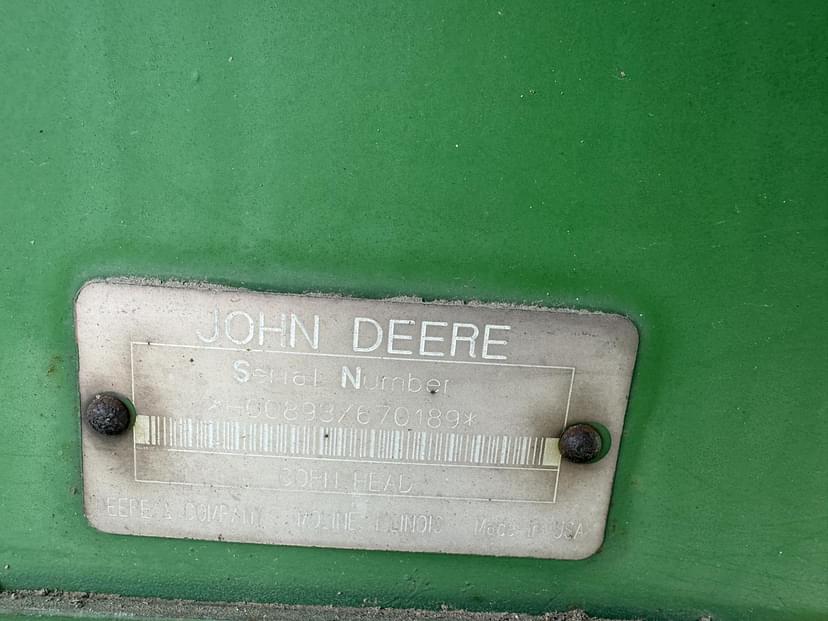 JOHN DEERE
Serial Number
*H00893X670189*
CORN HEAD
DEERE & COMPANY MOLINE ILLINOIS Made in USA